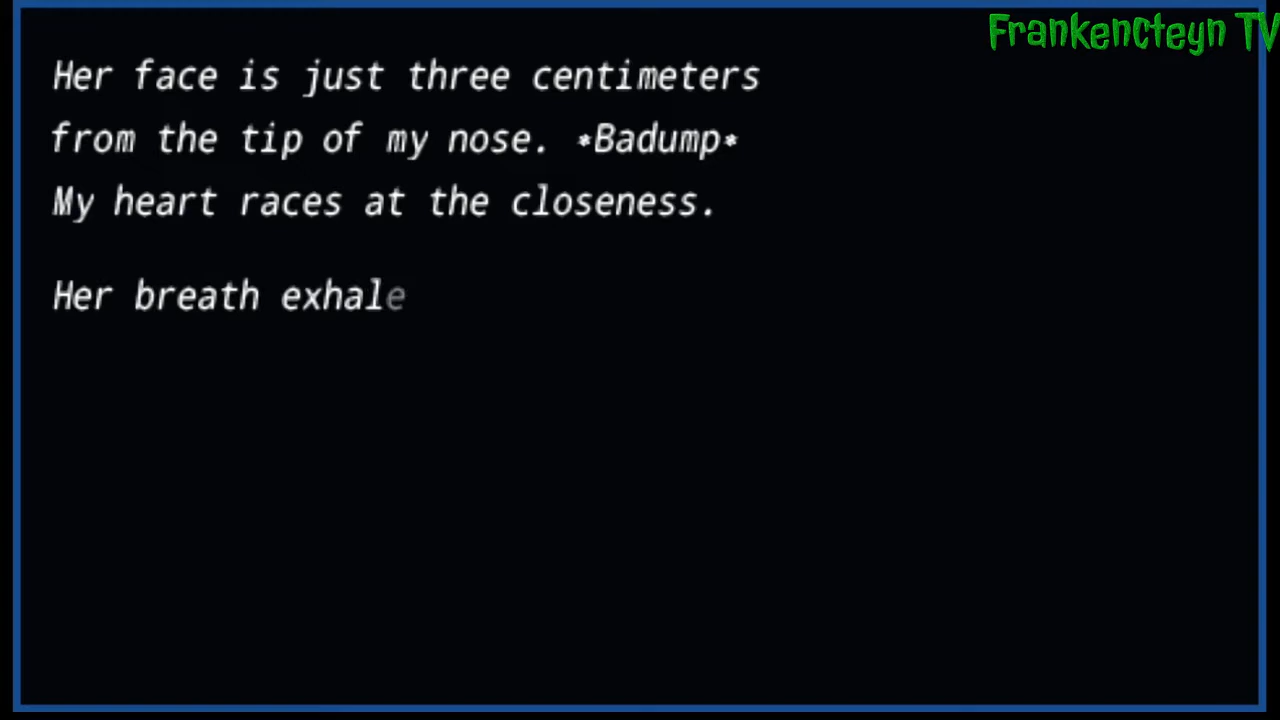 FrankenCteyn TV
Her face is just three centimeters
from the tip of my nose. *Badump*
My heart races at the closeness.
Her breath exhale